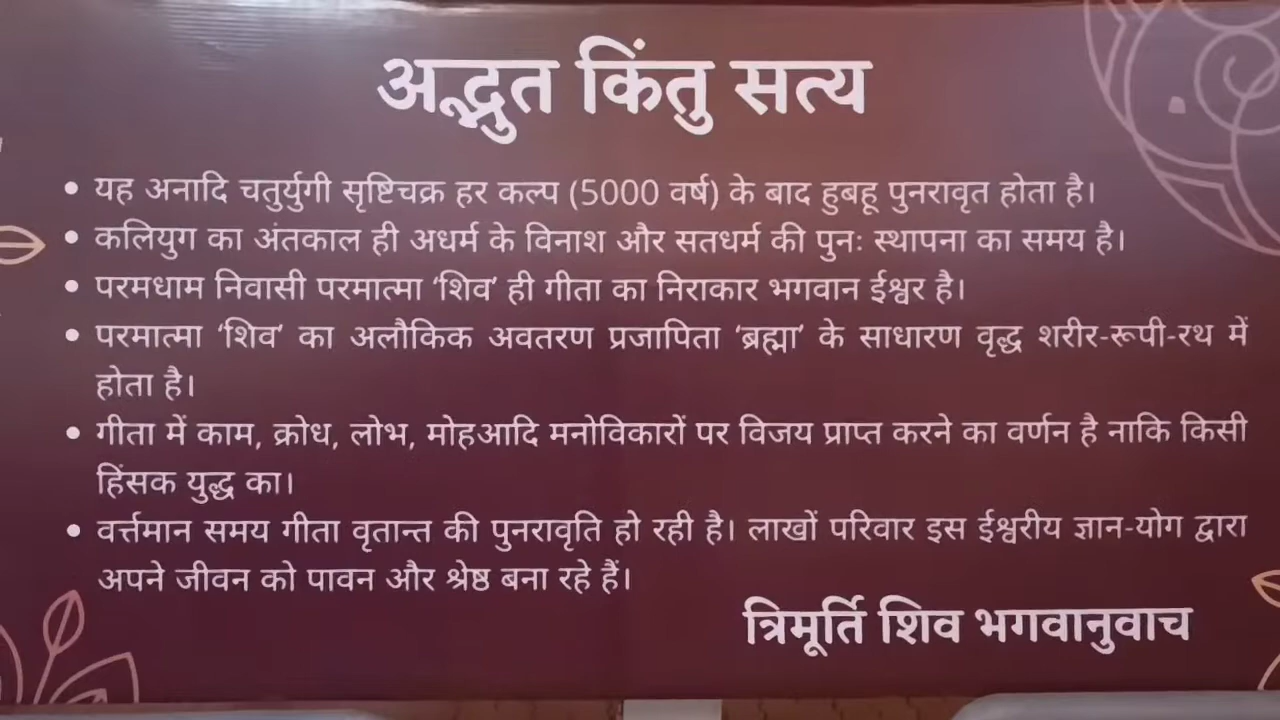 अद्भुत किंतु सत्य
• यह अनादि चतुर्युगी सृष्टिचक्र हर कल्प (5000 वर्ष) के बाद हुबहू पुनरावृत होता है।
• कलियुग का अंतकाल ही अधर्म के विनाश और सतधर्म की पुनः स्थापना का समय है।
• परमधाम निवासी परमात्मा ‘शिव’ ही गीता का निराकार भगवान ईश्वर है।
• परमात्मा ‘शिव’ का अलौकिक अवतरण प्रजापिता ‘ब्रह्मा’ के साधारण वृद्ध शरीर-रूपी-रथ में
होता है।
• गीता में काम, क्रोध, लोभ, मोहआदि मनोविकारों पर विजय प्राप्त करने का वर्णन है नाकि किसी
हिंसक युद्ध का।
• वर्त्तमान समय गीता वृतान्त की पुनरावृति हो रही है। लाखों परिवार इस ईश्वरीय ज्ञान-योग द्वारा
अपने जीवन को पावन और श्रेष्ठ बना रहे हैं।
त्रिमूर्ति शिव भगवानुवाच